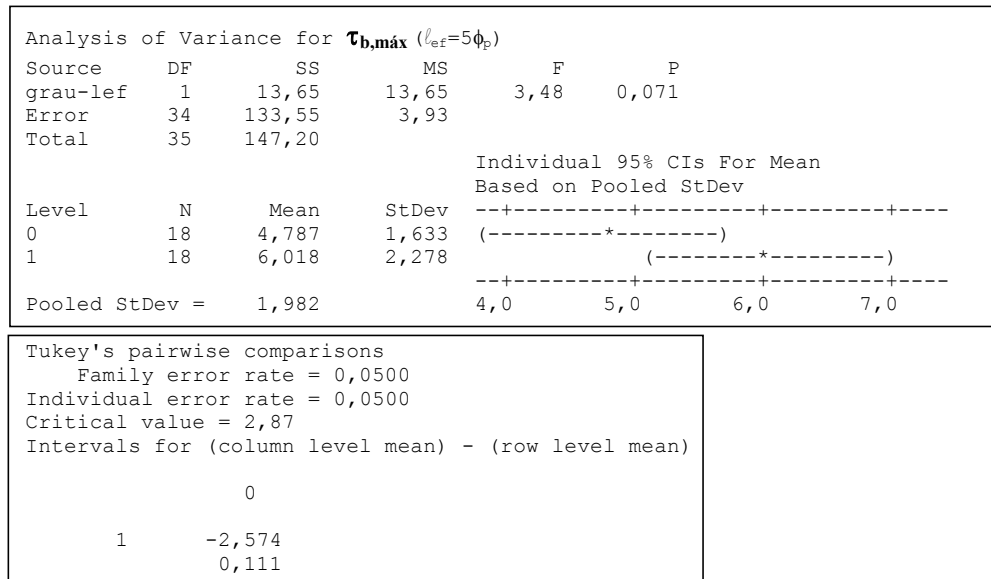 Analysis of Variance for τb,máx (ℓef=5ϕp)
Source DF SS MS F P
grau-lef 1 13,65 13,65 3,48 0,071
Error 34 133,55 3,93
Total 35 147,20
Individual 95% CIs For Mean
Based on Pooled StDev
Level N Mean StDev --+---------+---------+---------+----
0 18 4,787 1,633 (---------*--------)
1 18 6,018 2,278 (--------*---------)
--+---------+---------+---------+----
Pooled StDev = 1,982 4,0 5,0 6,0 7,0
Tukey's pairwise comparisons
Family error rate = 0,0500
Individual error rate = 0,0500
Critical value = 2,87
Intervals for (column level mean) - (row level mean)
0
1 -2,574
0,111